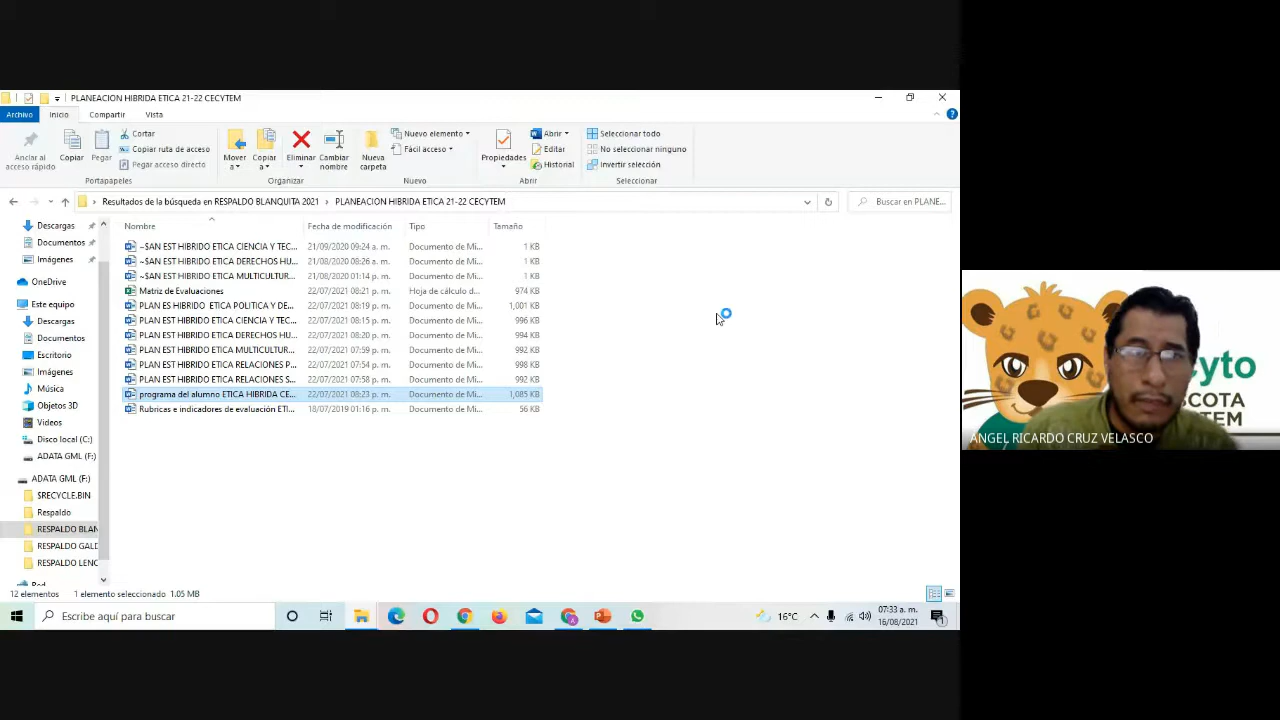 PLANEACION HIBRIDA ETICA 21-22 CECYTEM
Archivo Inicio Compartir Vista
Anclar al acceso rápido
Copiar
Pegar
Cortar
Copiar ruta de acceso
Pegar acceso directo
Portapapeles
Mover a
Copiar a
Eliminar
Cambiar nombre
Organizar
Nueva carpeta
Nuevo elemento
Fácil acceso
Nuevo
Propiedades
Abrir
Editar
Historial
Abrir
Seleccionar todo
No seleccionar ninguno
Invertir selección
Seleccionar
Resultados de la búsqueda en RESPALDO BLANQUITA 2021 › PLANEACION HIBRIDA ETICA 21-22 CECYTEM
Buscar en PLANE...
Nombre Fecha de modificación Tipo Tamaño
~$AN EST HIBRIDO ETICA CIENCIA Y TEC... 21/09/2020 09:24 a. m. Documento de Mi... 1 KB
~$AN EST HIBRIDO ETICA DERECHOS HU... 21/08/2020 08:26 a. m. Documento de Mi... 1 KB
~$AN EST HIBRIDO ETICA MULTICULTUR... 21/08/2020 01:14 p. m. Documento de Mi... 1 KB
Matriz de Evaluaciones 22/07/2021 08:21 p. m. Hoja de cálculo d... 974 KB
PLAN ES HIBRIDO ETICA POLITICA Y DE... 22/07/2021 08:19 p. m. Documento de Mi... 1,001 KB
PLAN EST HIBRIDO ETICA CIENCIA Y TEC... 22/07/2021 08:15 p. m. Documento de Mi... 996 KB
PLAN EST HIBRIDO ETICA DERECHOS HU... 22/07/2021 08:20 p. m. Documento de Mi... 994 KB
PLAN EST HIBRIDO ETICA MULTICULTUR... 22/07/2021 07:59 p. m. Documento de Mi... 992 KB
PLAN EST HIBRIDO ETICA RELACIONES P... 22/07/2021 07:54 p. m. Documento de Mi... 998 KB
PLAN EST HIBRIDO ETICA RELACIONES S... 22/07/2021 07:58 p. m. Documento de Mi... 992 KB
programa del alumno ETICA HIBRIDA CE... 22/07/2021 08:23 p. m. Documento de Mi... 1,085 KB
Rubricas e indicadores de evaluación ETI... 18/07/2019 01:16 p. m. Documento de Mi... 56 KB
Descargas
Documentos
Imágenes
OneDrive
Este equipo
Descargas
Documentos
Escritorio
Imágenes
Música
Objetos 3D
Vídeos
Disco local (C:)
ADATA GML (F:)
ADATA GML (F:)
$RECYCLE.BIN
Respaldo
RESPALDO BLAN
RESPALDO GALD
RESPALDO LENC
Red
12 elementos 1 elemento seleccionado 1.05 MB
Escribe aquí para buscar
16°C
07:33 a. m.
16/08/2021
cyto
SCOTA
TEM
ANGEL RICARDO CRUZ VELASCO